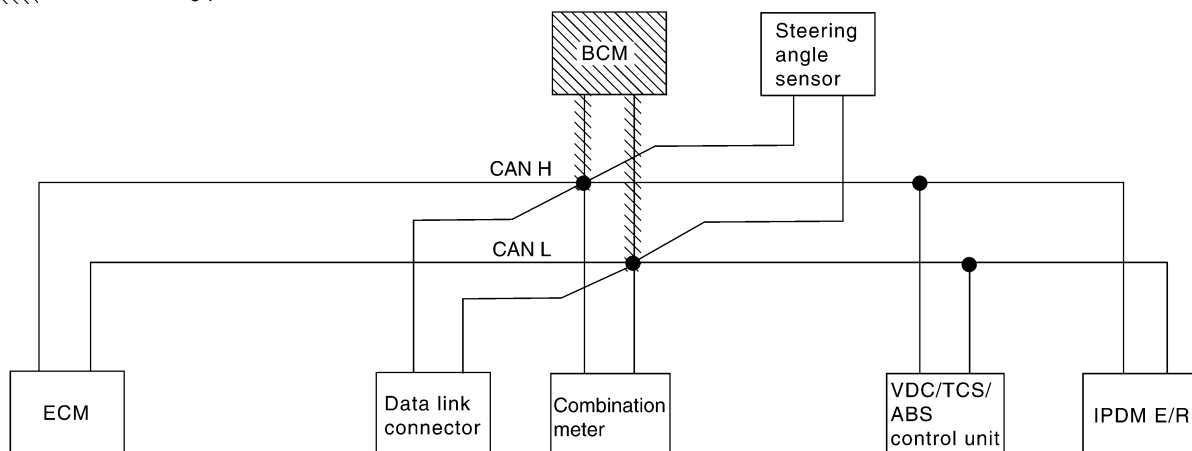 BCM
Steering
angle
sensor
CAN H
CAN L
ECM
Data link
connector
Combination
meter
VDC/TCS/
ABS
control unit
IPDM E/R